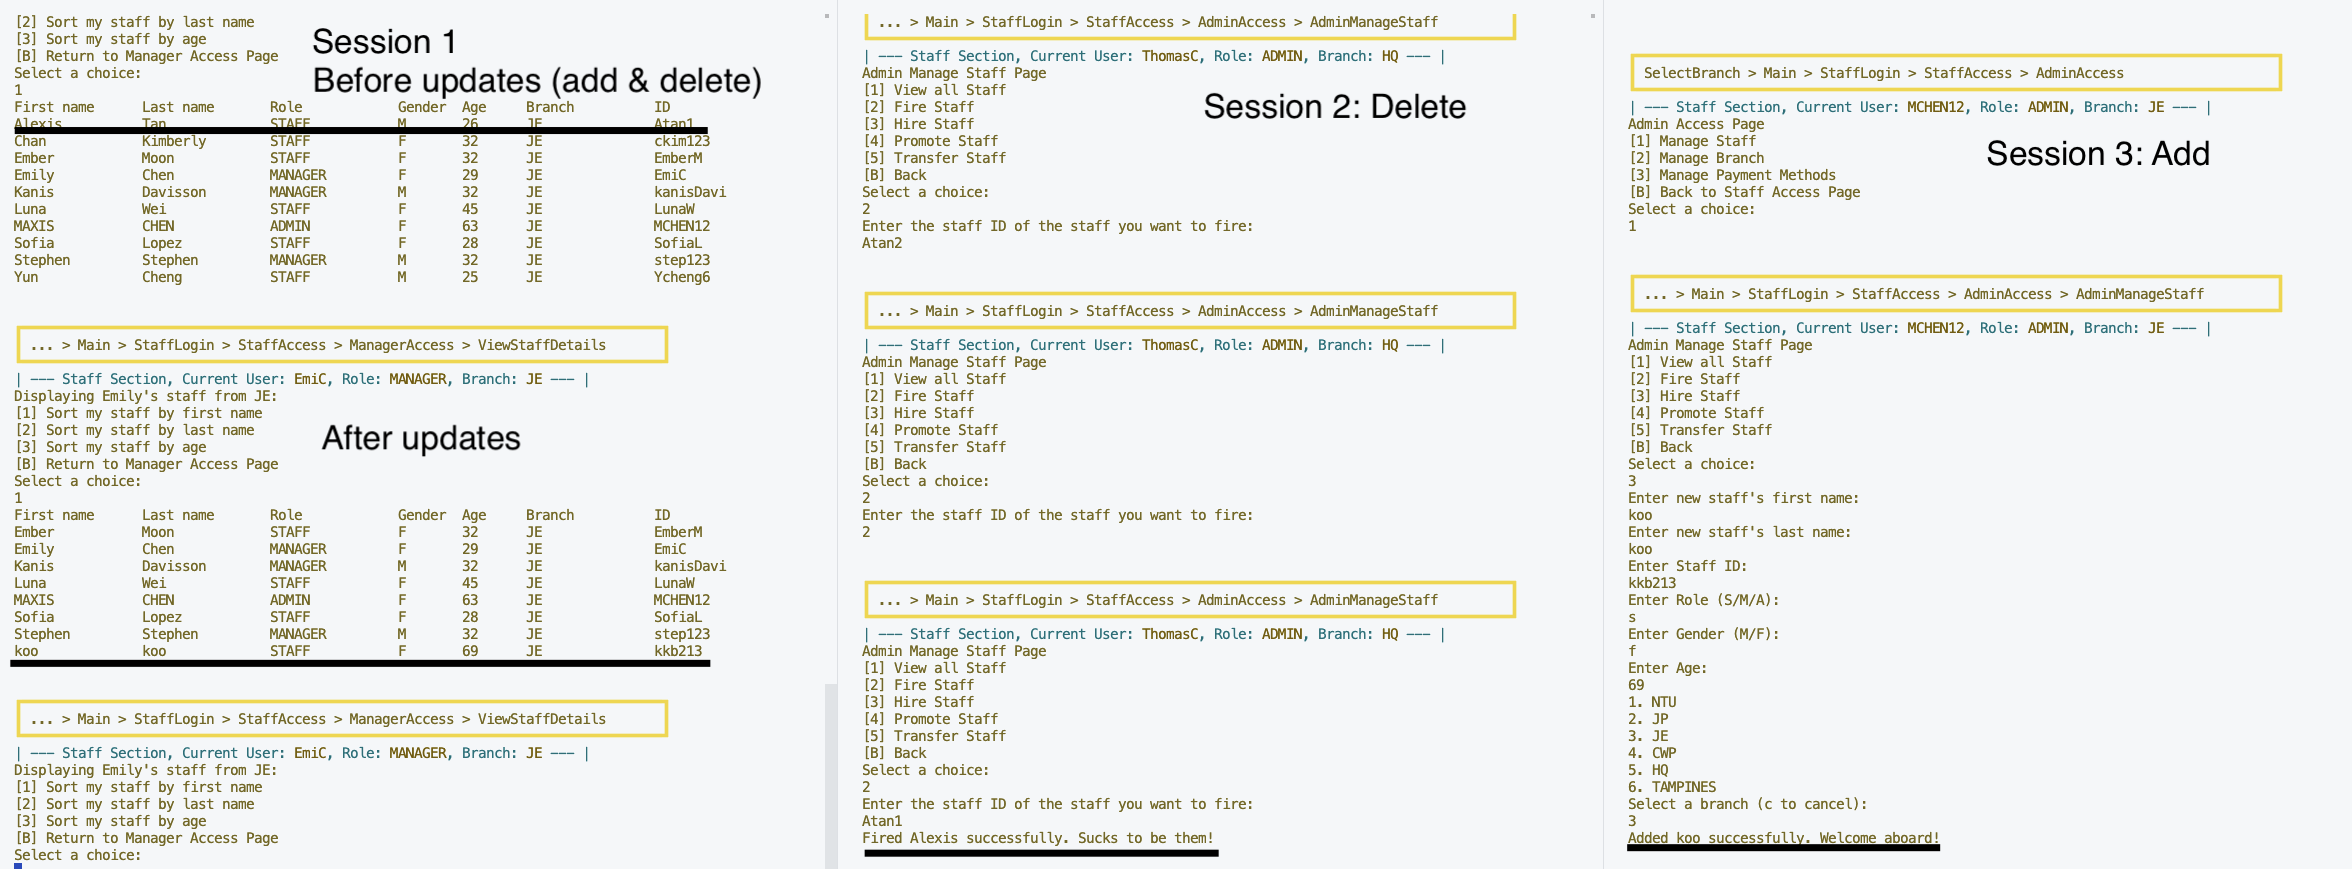 [2] Sort my staff by last name
[3] Sort my staff by age
[B] Return to Manager Access Page
Select a choice:
1
Session 1
Before updates (add & delete)
First name Last name Role Gender Age Branch ID
Alexis Tan STAFF M 26 JE Atan1
Chan Kimberly STAFF F 32 JE ckim123
Ember Moon STAFF F 32 JE EmberM
Emily Chen MANAGER F 29 JE EmiC
Kanis Davisson MANAGER M 32 JE kanisDavi
Luna Wei STAFF F 45 JE LunaW
MAXIS CHEN ADMIN F 63 JE MCHEN12
Sofia Lopez STAFF F 28 JE SofiaL
Stephen Stephen MANAGER M 32 JE step123
Yun Cheng STAFF M 25 JE Ycheng6
... > Main > StaffLogin > StaffAccess > ManagerAccess > ViewStaffDetails
| --- Staff Section, Current User: EmiC, Role: MANAGER, Branch: JE --- |
Displaying Emily's staff from JE:
[1] Sort my staff by first name
[2] Sort my staff by last name
[3] Sort my staff by age
[B] Return to Manager Access Page
Select a choice:
1
After updates
First name Last name Role Gender Age Branch ID
Ember Moon STAFF F 32 JE EmberM
Emily Chen MANAGER F 29 JE EmiC
Kanis Davisson MANAGER M 32 JE kanisDavi
Luna Wei STAFF F 45 JE LunaW
MAXIS CHEN ADMIN F 63 JE MCHEN12
Sofia Lopez STAFF F 28 JE SofiaL
Stephen Stephen MANAGER M 32 JE step123
koo koo STAFF F 69 JE kkb213
... > Main > StaffLogin > StaffAccess > ManagerAccess > ViewStaffDetails
| --- Staff Section, Current User: EmiC, Role: MANAGER, Branch: JE --- |
Displaying Emily's staff from JE:
[1] Sort my staff by first name
[2] Sort my staff by last name
[3] Sort my staff by age
[B] Return to Manager Access Page
Select a choice:
... > Main > StaffLogin > StaffAccess > AdminAccess > AdminManageStaff
| --- Staff Section, Current User: ThomasC, Role: ADMIN, Branch: HQ --- |
Admin Manage Staff Page
[1] View all Staff
[2] Fire Staff
[3] Hire Staff
[4] Promote Staff
[5] Transfer Staff
[B] Back
Select a choice:
2
Enter the staff ID of the staff you want to fire:
Atan2
Session 2: Delete
... > Main > StaffLogin > StaffAccess > AdminAccess > AdminManageStaff
| --- Staff Section, Current User: ThomasC, Role: ADMIN, Branch: HQ --- |
Admin Manage Staff Page
[1] View all Staff
[2] Fire Staff
[3] Hire Staff
[4] Promote Staff
[5] Transfer Staff
[B] Back
Select a choice:
2
Enter the staff ID of the staff you want to fire:
2
... > Main > StaffLogin > StaffAccess > AdminAccess > AdminManageStaff
| --- Staff Section, Current User: ThomasC, Role: ADMIN, Branch: HQ --- |
Admin Manage Staff Page
[1] View all Staff
[2] Fire Staff
[3] Hire Staff
[4] Promote Staff
[5] Transfer Staff
[B] Back
Select a choice:
2
Enter the staff ID of the staff you want to fire:
Atan1
Fired Alexis successfully. Sucks to be them!
SelectBranch > Main > StaffLogin > StaffAccess > AdminAccess
| --- Staff Section, Current User: MCHEN12, Role: ADMIN, Branch: JE --- |
Admin Access Page
[1] Manage Staff
[2] Manage Branch
[3] Manage Payment Methods
[B] Back to Staff Access Page
Select a choice:
1
Session 3: Add
... > Main > StaffLogin > StaffAccess > AdminAccess > AdminManageStaff
| --- Staff Section, Current User: MCHEN12, Role: ADMIN, Branch: JE --- |
Admin Manage Staff Page
[1] View all Staff
[2] Fire Staff
[3] Hire Staff
[4] Promote Staff
[5] Transfer Staff
[B] Back
Select a choice:
3
Enter new staff's first name:
koo
Enter new staff's last name:
koo
Enter Staff ID:
kkb213
Enter Role (S/M/A):
s
Enter Gender (M/F):
f
Enter Age:
69
1. NTU
2. JP
3. JE
4. CWP
5. HQ
6. TAMPINES
Select a branch (c to cancel):
3
Added koo successfully. Welcome aboard!